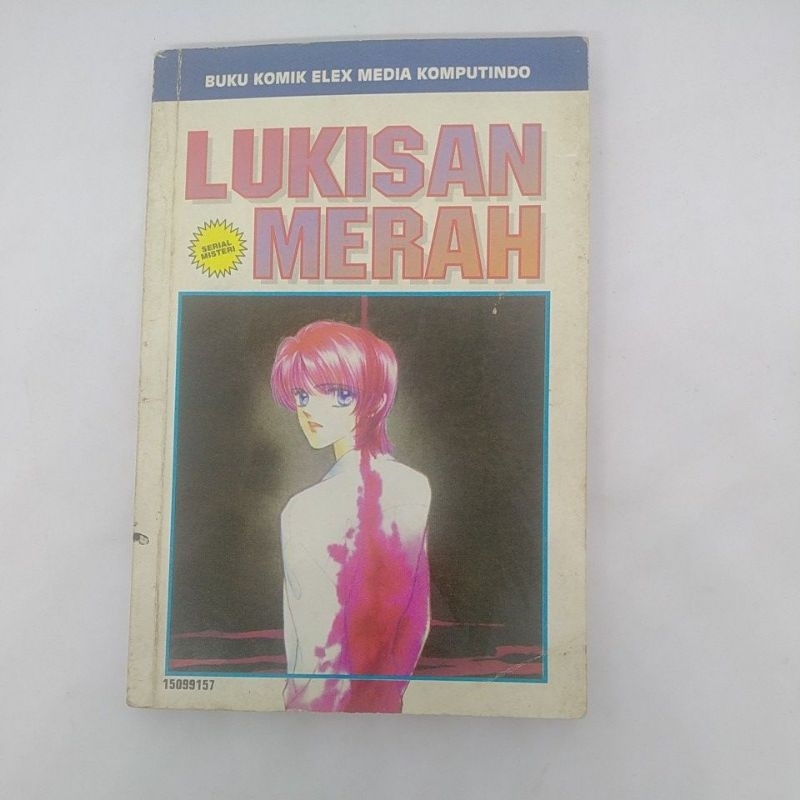 BUKU KOMIK ELEX MEDIA KOMPUTINDO
LUKISAN
MERAH
SERIAL
MISTERI
15099157